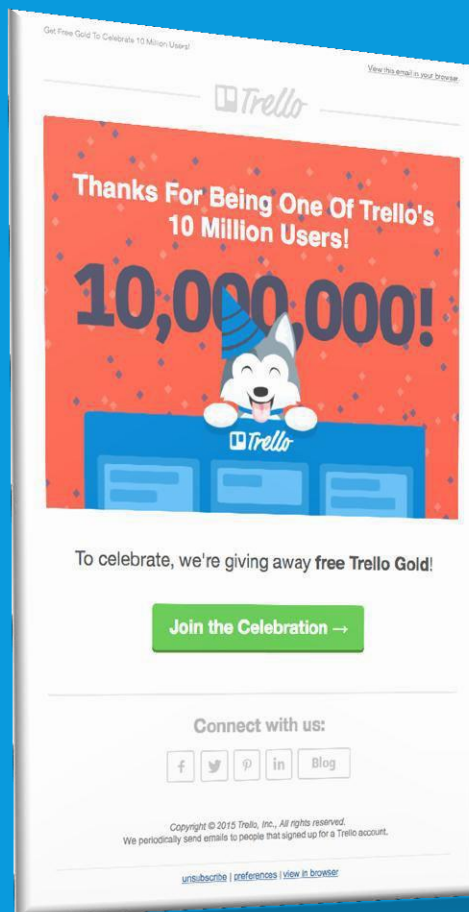 Get Free Gold To Celebrate 10 Million Users!
View this email in your browser
Trello
Thanks For Being One Of Trello's
10 Million Users!
10,000,000!
Trello
To celebrate, we're giving away free Trello Gold!
Join the Celebration →
Connect with us:
f in Blog
Copyright © 2015 Trello, Inc., All rights reserved.
We periodically send emails to people that signed up for a Trello account.
unsubscribe | preferences | view in browser